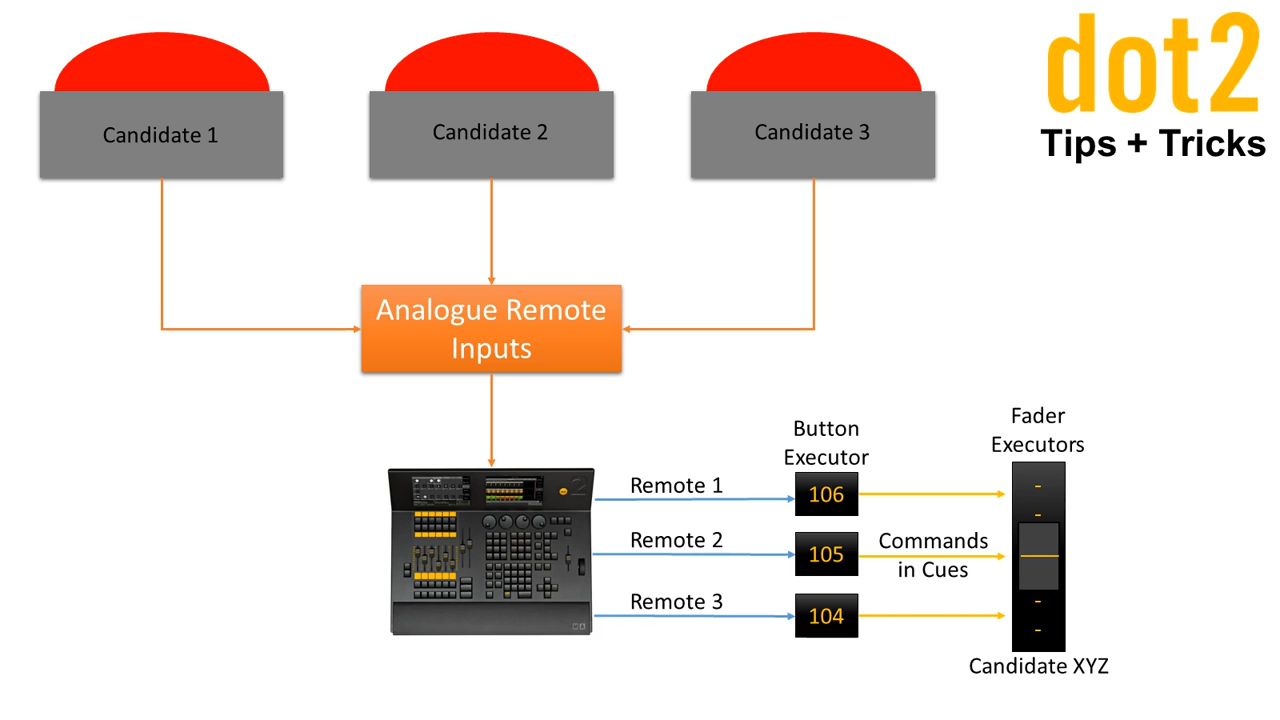 dot2
Tips + Tricks
Candidate 1
Candidate 2
Candidate 3
Analogue Remote
Inputs
Remote 1
Remote 2
Remote 3
Button
Executor
106
105
104
Commands
in Cues
Fader
Executors
Candidate XYZ